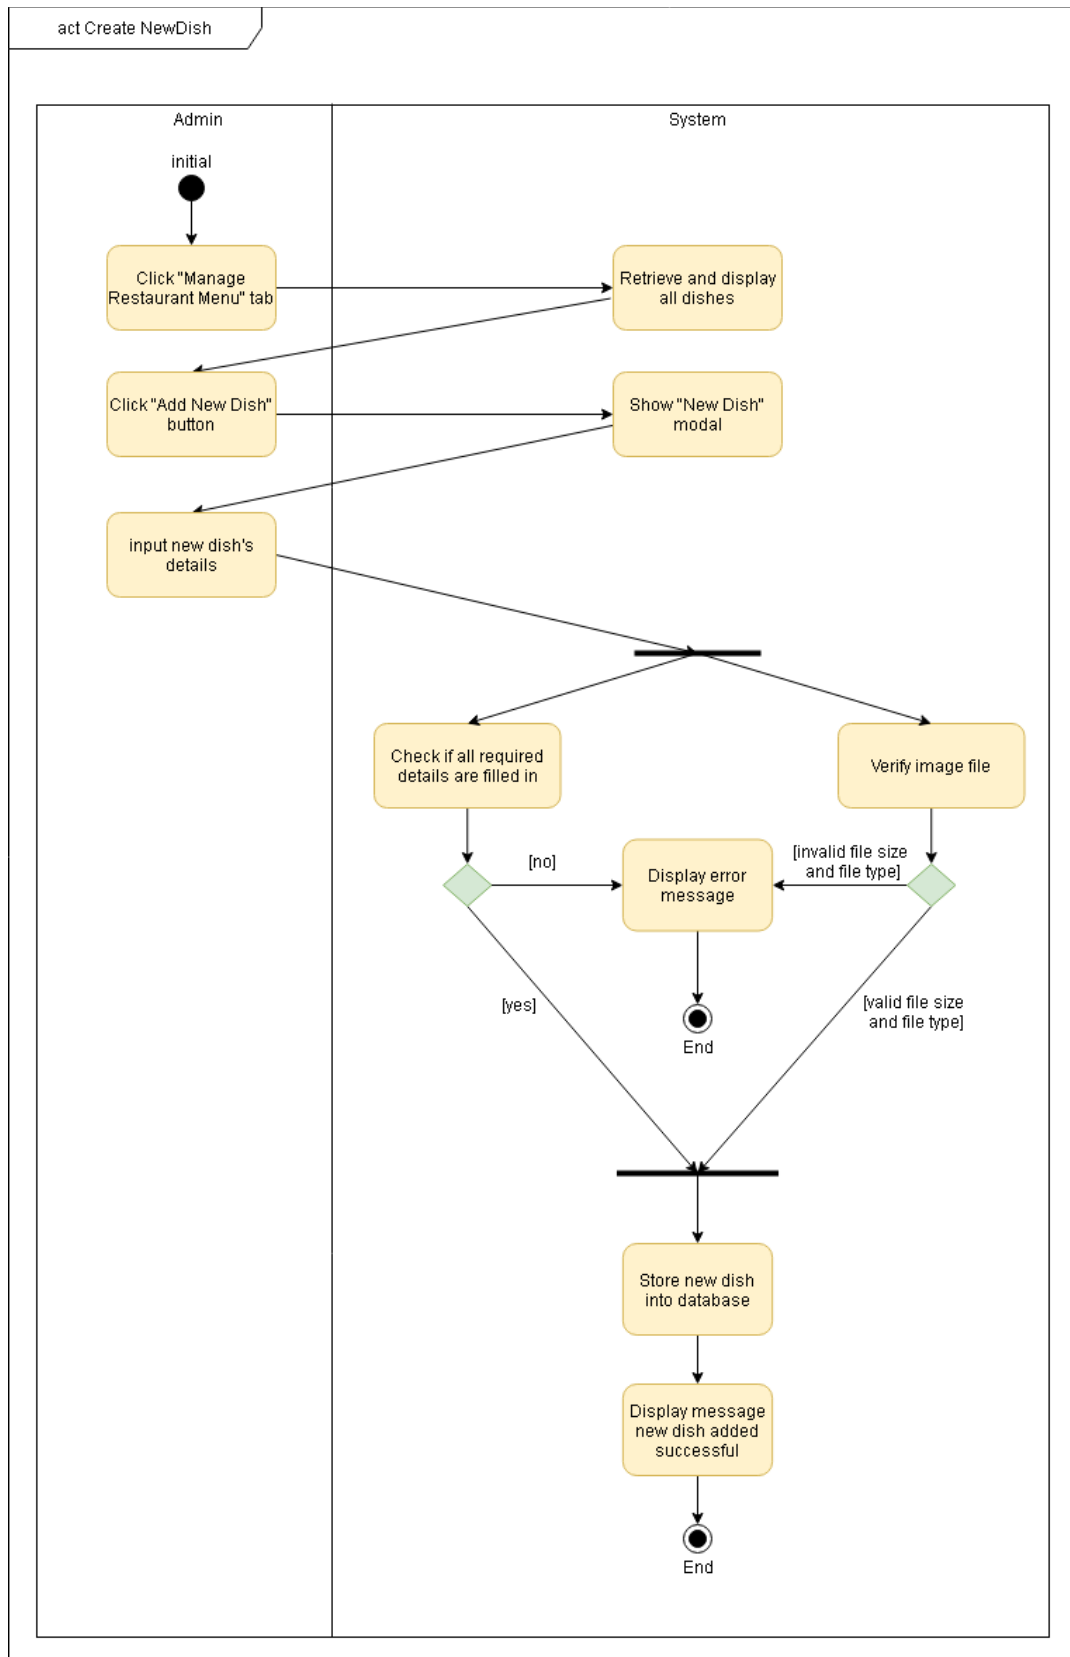 act Create NewDish
Admin
System
initial
Click "Manage
Restaurant Menu" tab
Retrieve and display
all dishes
Click "Add New Dish"
button
Show "New Dish"
modal
input new dish's
details
Check if all required
details are filled in
Verify image file
[no]
Display error
message
[invalid file size
and file type]
[yes]
[valid file size
and file type]
End
Store new dish
into database
Display message
new dish added
successful
End